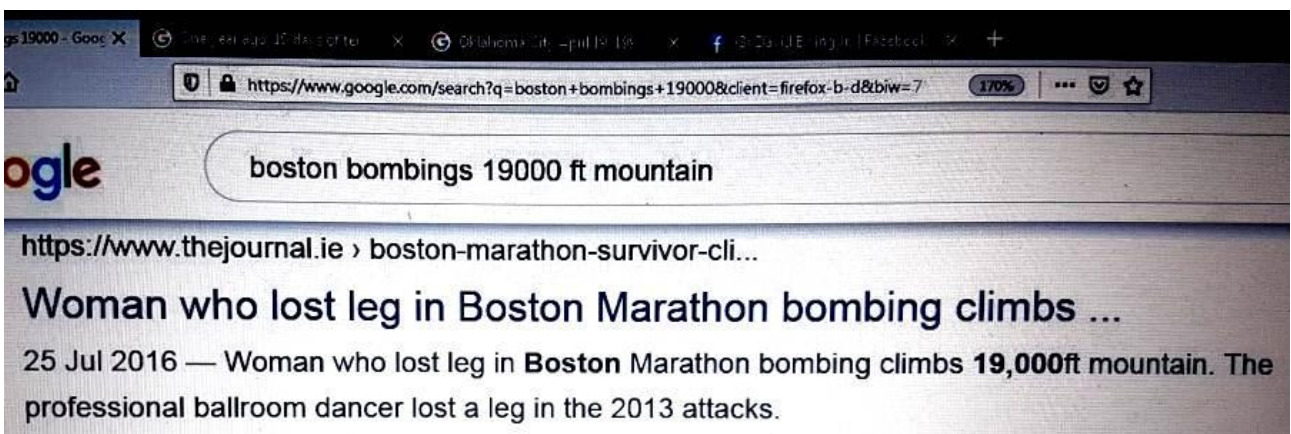 gs 19000 - Goog
https://www.google.com/search?q=boston+bombings+19000&client=firefox-b-d&biw=7
170%
ogle
boston bombings 19000 ft mountain
https://www.thejournal.ie › boston-marathon-survivor-cli...
Woman who lost leg in Boston Marathon bombing climbs ...
25 Jul 2016 — Woman who lost leg in Boston Marathon bombing climbs 19,000ft mountain. The
professional ballroom dancer lost a leg in the 2013 attacks.